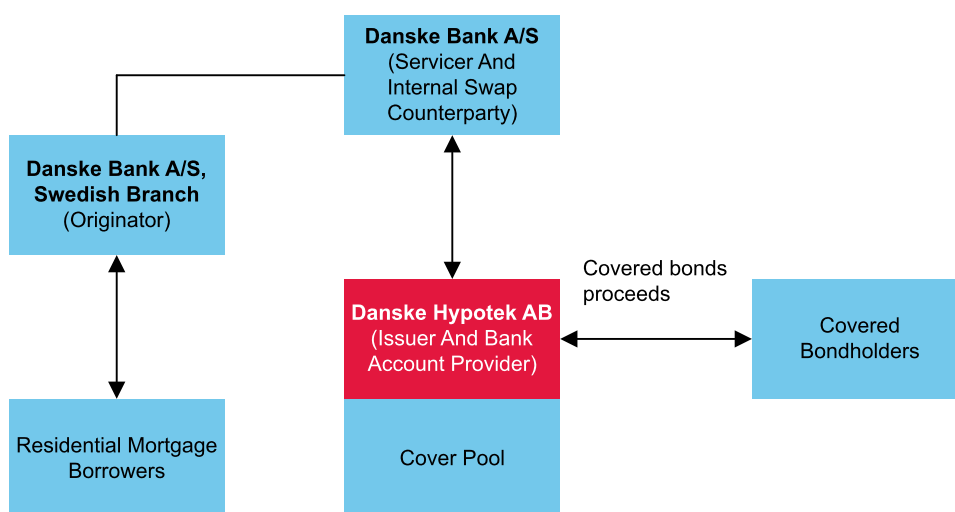 Danske Bank A/S
(Servicer And
Internal Swap
Counterparty)
Danske Bank A/S,
Swedish Branch
(Originator)
Covered bonds
proceeds
Danske Hypotek AB
(Issuer And Bank
Account Provider)
Covered
Bondholders
Residential Mortgage
Borrowers
Cover Pool